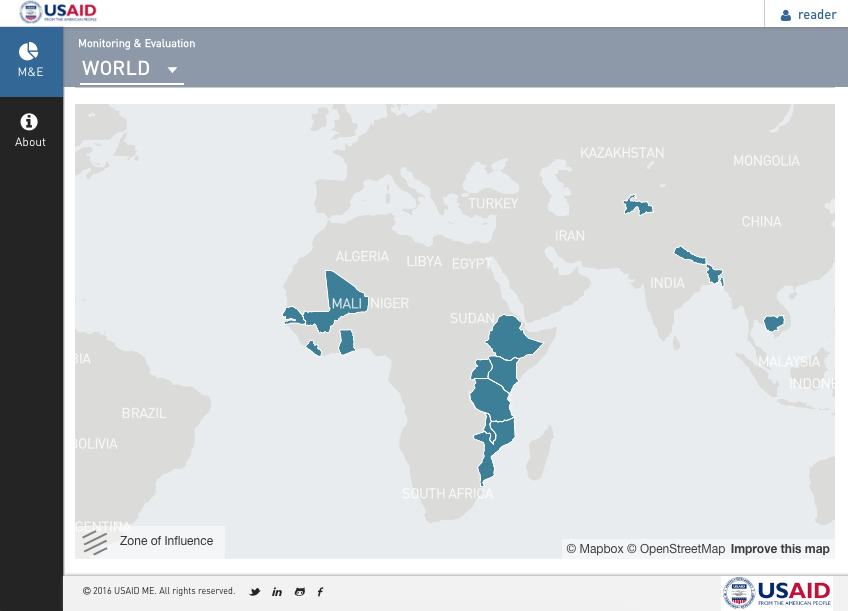 USAID
FROM THE AMERICAN PEOPLE
reader
M&E
About
Monitoring & Evaluation
WORLD
KAZAKHSTAN
MONGOLIA
TURKEY
CHINA
IRAN
ALGERIA
LIBYA
EGYPT
INDIA
MALI
NIGER
SUDAN
BIA
MALAYSIA
INDONE
BRAZIL
OLIVIA
SOUTH AFRICA
GENTINA
Zone of Influence
© Mapbox © OpenStreetMap Improve this map
© 2016 USAID ME. All rights reserved.
USAID
FROM THE AMERICAN PEOPLE